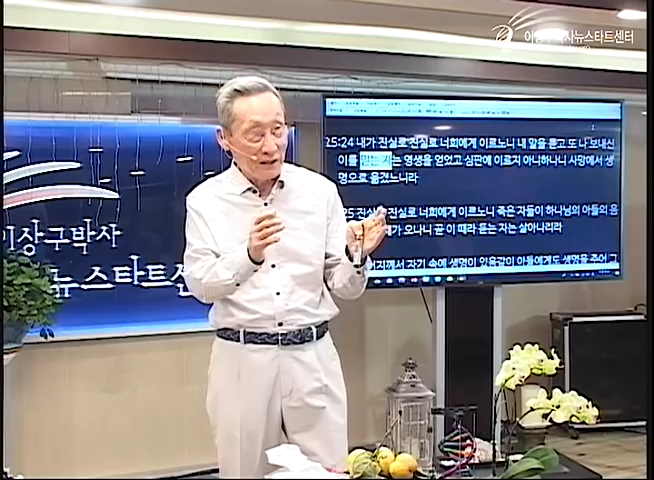 이상구박사뉴스타트센터
5:24 내가 진실로 진실로 너희에게 이르노니 내 말을 듣고 또 나 보내신
이를 믿는 자는 영생을 얻었고 심판에 이르지 아니하나니 사망에서 생
명으로 옮겼느니라
25 진실로 진실로 너희에게 이르노니 죽은 자들이 하나님의 아들의 음
때가 오나니 곧 이 때라 듣는 자는 살아나리라
자기 속에 생명이 있음같이 아들에게도 생명을 주어 그
이상구박사
뉴스타트센